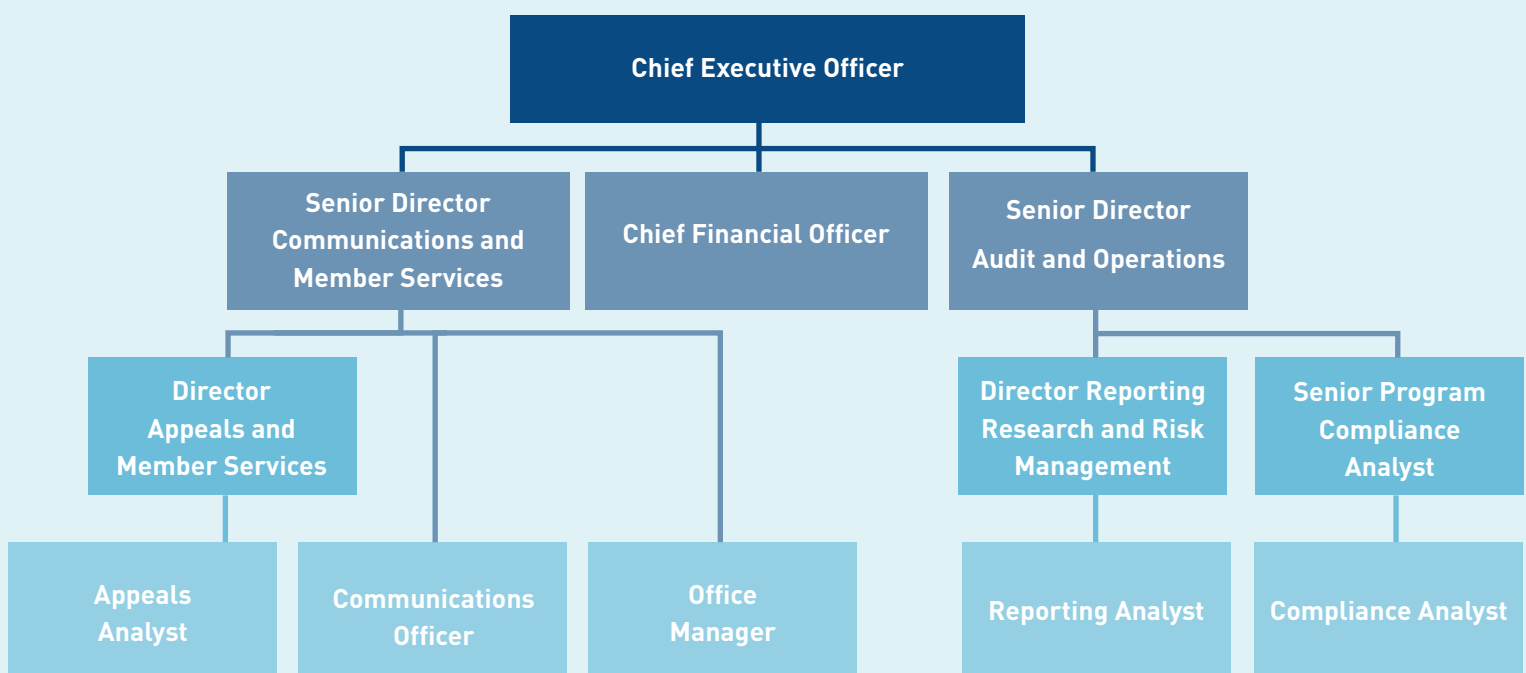 Chief Executive Officer
Senior Director
Communications and
Member Services
Chief Financial Officer
Senior Director
Audit and Operations
Director
Appeals and
Member Services
Director Reporting
Research and Risk
Management
Senior Program
Compliance
Analyst
Appeals
Analyst
Communications
Officer
Office
Manager
Reporting Analyst
Compliance Analyst